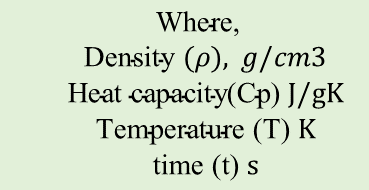 Where,
Density (ρ), g/cm3
Heat capacity(Cp) J/gK
Temperature (T) K
time (t) s